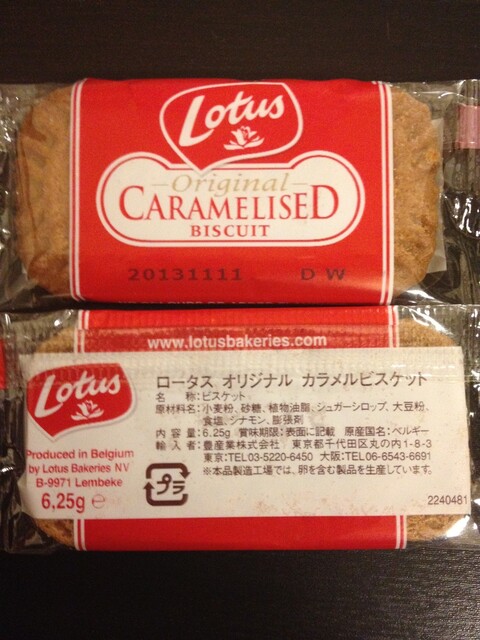 Lotus
Original
CARAMELISED
BISCUIT
20131111 DW
www.lotusbakeries.com
Lotus
Produced in Belgium
by Lotus Bakeries NV
B-9971 Lembeke
6,25g e
ロータス オリジナル カラメルビスケット
名 称:ビスケット
原材料名:小麦粉、砂糖、植物油脂、シュガーシロップ、大豆粉、
食塩、シナモン、膨張剤
内 容 量:6.25g 賞味期限:表面に記載 原産国名:ベルギー
輸 入 者:豊産業株式会社 東京都千代田区丸の内1-8-3
東京:TEL03-5220-6450 大阪:TEL06-6543-6691
※本品製造工場では、卵を含む製品を生産しています。
プラ
2240481